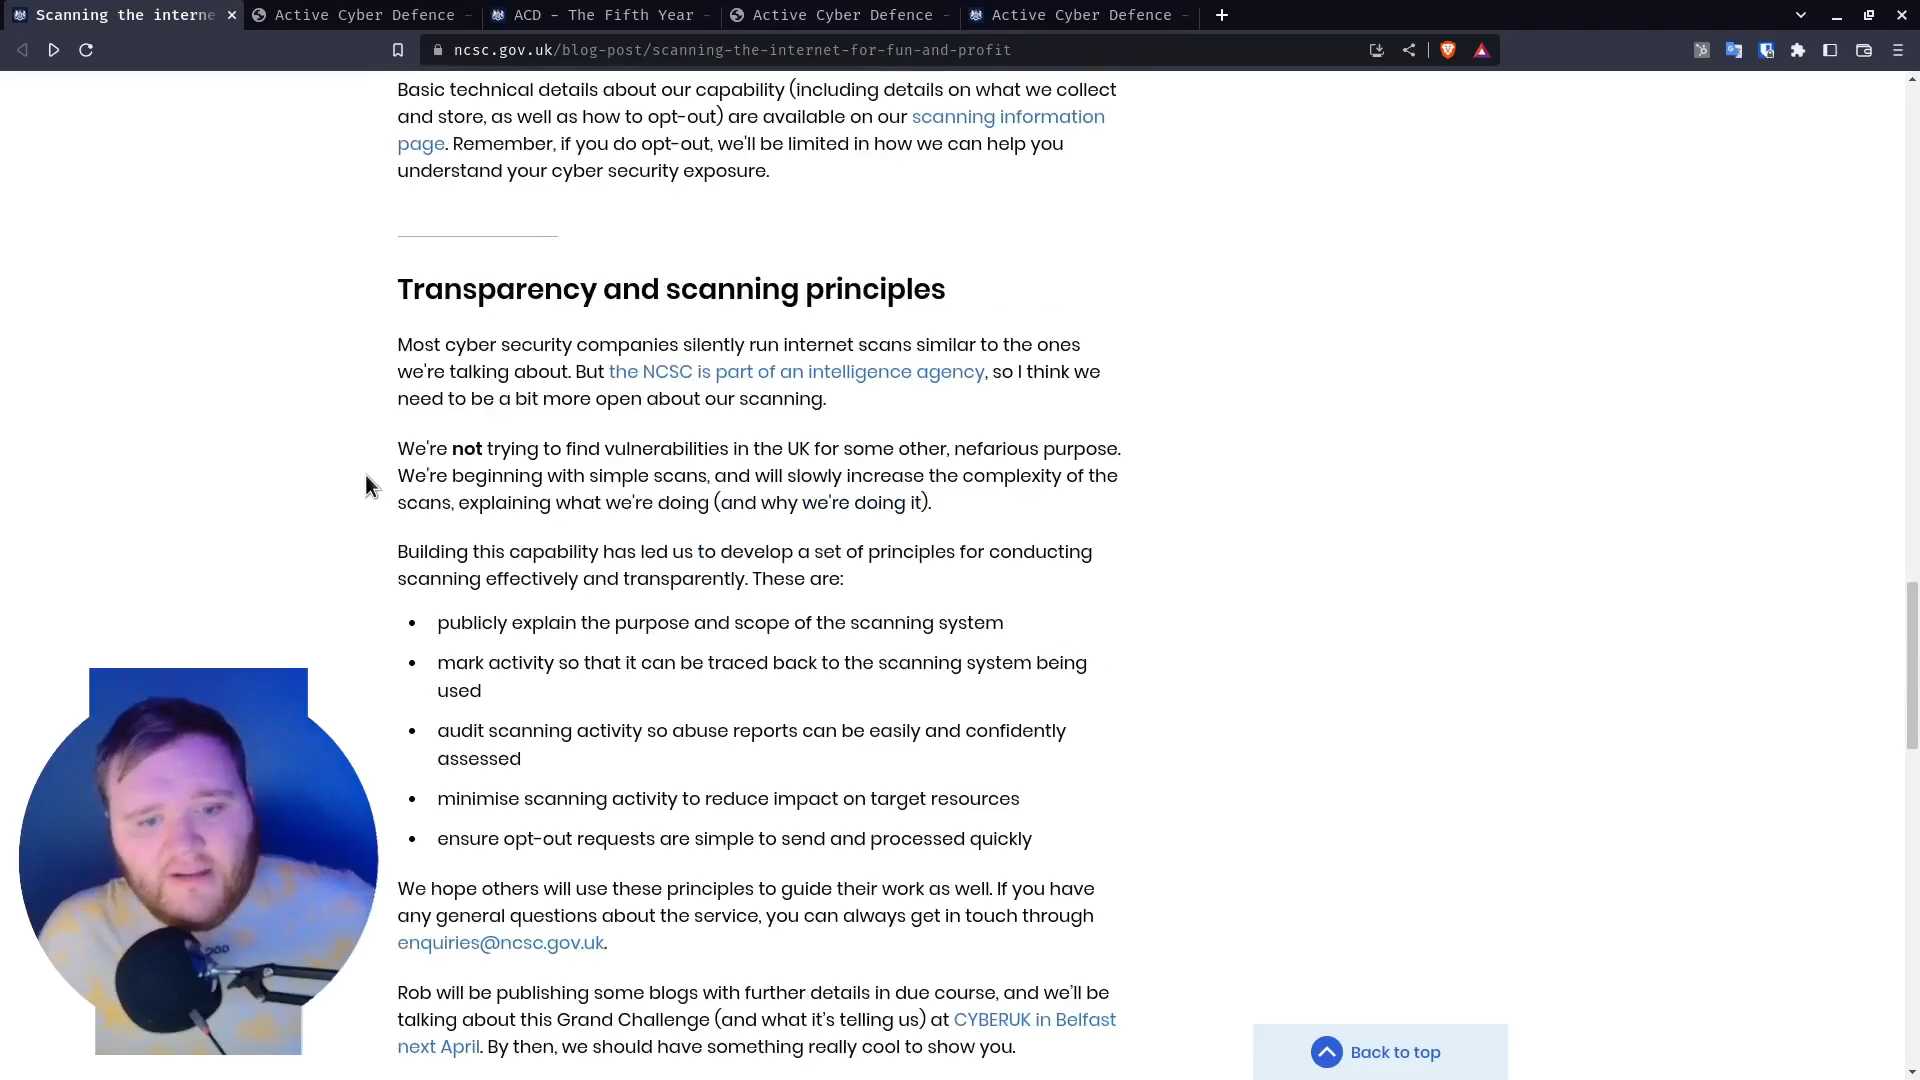 Scanning the interne
Active Cyber Defence -
ACD - The Fifth Year -
Active Cyber Defence -
Active Cyber Defence -
ncsc.gov.uk/blog-post/scanning-the-internet-for-fun-and-profit
Basic technical details about our capability (including details on what we collect
and store, as well as how to opt-out) are available on our scanning information
page. Remember, if you do opt-out, we'll be limited in how we can help you
understand your cyber security exposure.
Transparency and scanning principles
Most cyber security companies silently run internet scans similar to the ones
we're talking about. But the NCSC is part of an intelligence agency, so I think we
need to be a bit more open about our scanning.
We're not trying to find vulnerabilities in the UK for some other, nefarious purpose.
We're beginning with simple scans, and will slowly increase the complexity of the
scans, explaining what we're doing (and why we're doing it).
Building this capability has led us to develop a set of principles for conducting
scanning effectively and transparently. These are:
• publicly explain the purpose and scope of the scanning system
• mark activity so that it can be traced back to the scanning system being
used
• audit scanning activity so abuse reports can be easily and confidently
assessed
• minimise scanning activity to reduce impact on target resources
• ensure opt-out requests are simple to send and processed quickly
We hope others will use these principles to guide their work as well. If you have
any general questions about the service, you can always get in touch through
enquiries@ncsc.gov.uk.
Rob will be publishing some blogs with further details in due course, and we’ll be
talking about this Grand Challenge (and what it’s telling us) at CYBERUK in Belfast
next April. By then, we should have something really cool to show you.
Back to top